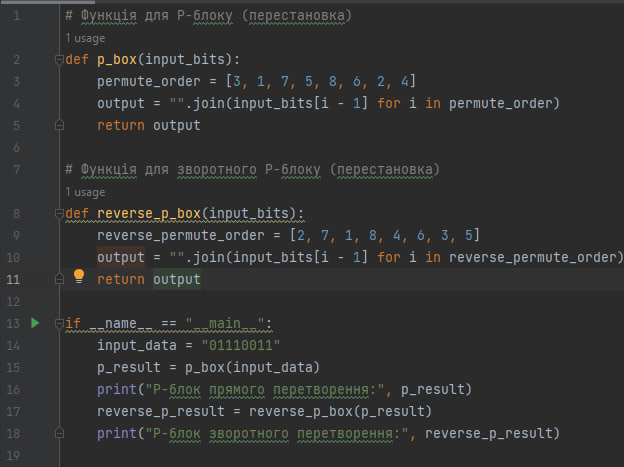 1 # Функція для P-блоку (перестановка)
1 usage
2 def p_box(input_bits):
3 permute_order = [3, 1, 7, 5, 8, 6, 2, 4]
4 output = "".join(input_bits[i - 1] for i in permute_order)
5 return output
6
7 # Функція для зворотного P-блоку (перестановка)
1 usage
8 def reverse_p_box(input_bits):
9 reverse_permute_order = [2, 7, 1, 8, 4, 6, 3, 5]
10 output = "".join(input_bits[i - 1] for i in reverse_permute_order)
11 return output
12
13 if __name__ == "__main__":
14 input_data = "01110011"
15 p_result = p_box(input_data)
16 print("P-блок прямого перетворення:", p_result)
17 reverse_p_result = reverse_p_box(p_result)
18 print("P-блок зворотного перетворення:", reverse_p_result)
19